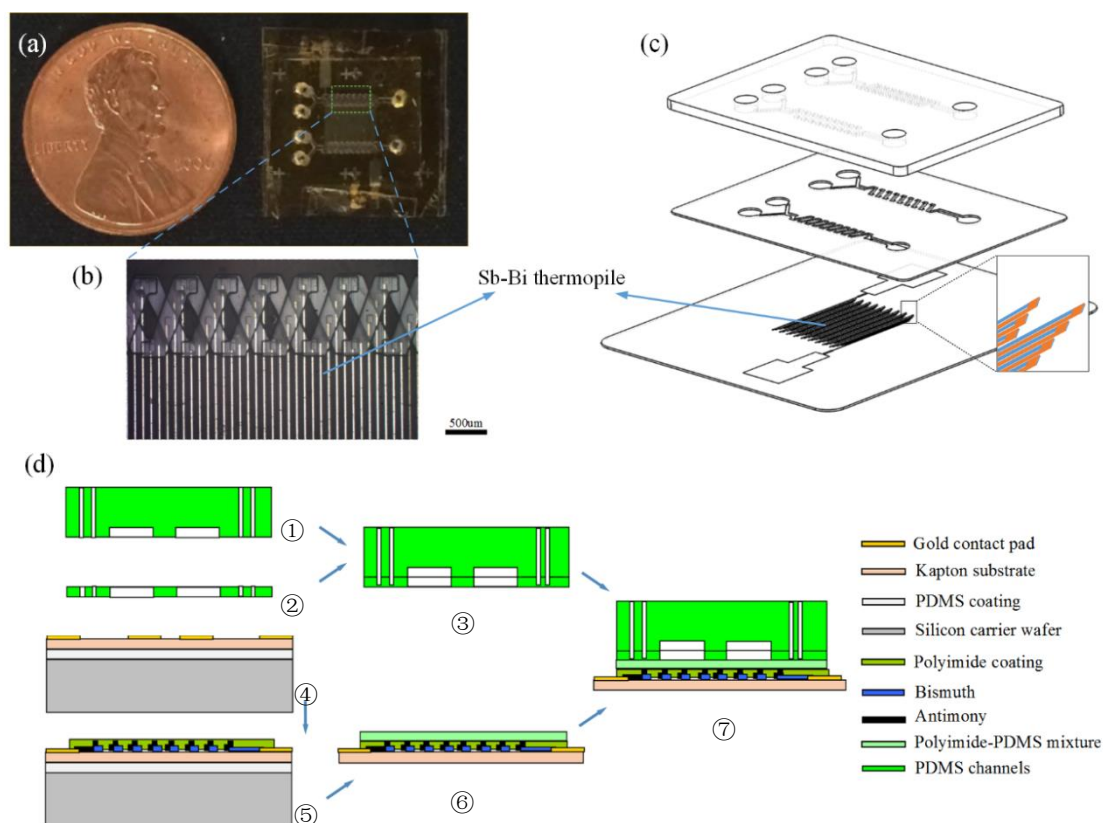 (a)
LIBERTY
(c)
(b)
Sb-Bi thermopile
500um
(d)
①
②
③
④
⑤
⑥
⑦
Gold contact pad
Kapton substrate
PDMS coating
Silicon carrier wafer
Polyimide coating
Bismuth
Antimony
Polyimide-PDMS mixture
PDMS channels